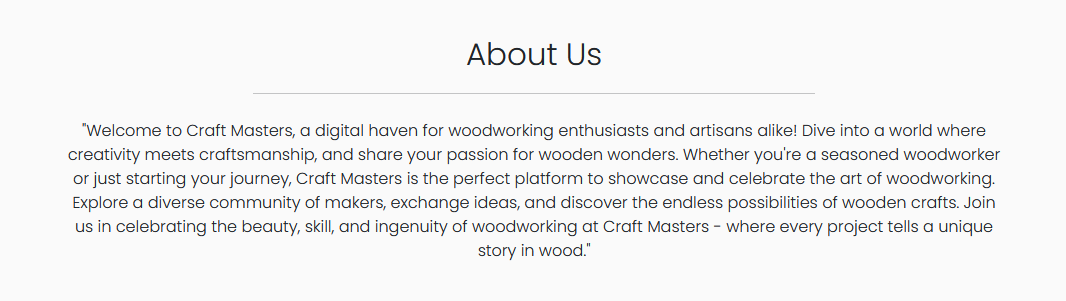 About Us
"Welcome to Craft Masters, a digital haven for woodworking enthusiasts and artisans alike! Dive into a world where
creativity meets craftsmanship, and share your passion for wooden wonders. Whether you're a seasoned woodworker
or just starting your journey, Craft Masters is the perfect platform to showcase and celebrate the art of woodworking.
Explore a diverse community of makers, exchange ideas, and discover the endless possibilities of wooden crafts. Join
us in celebrating the beauty, skill, and ingenuity of woodworking at Craft Masters - where every project tells a unique
story in wood."